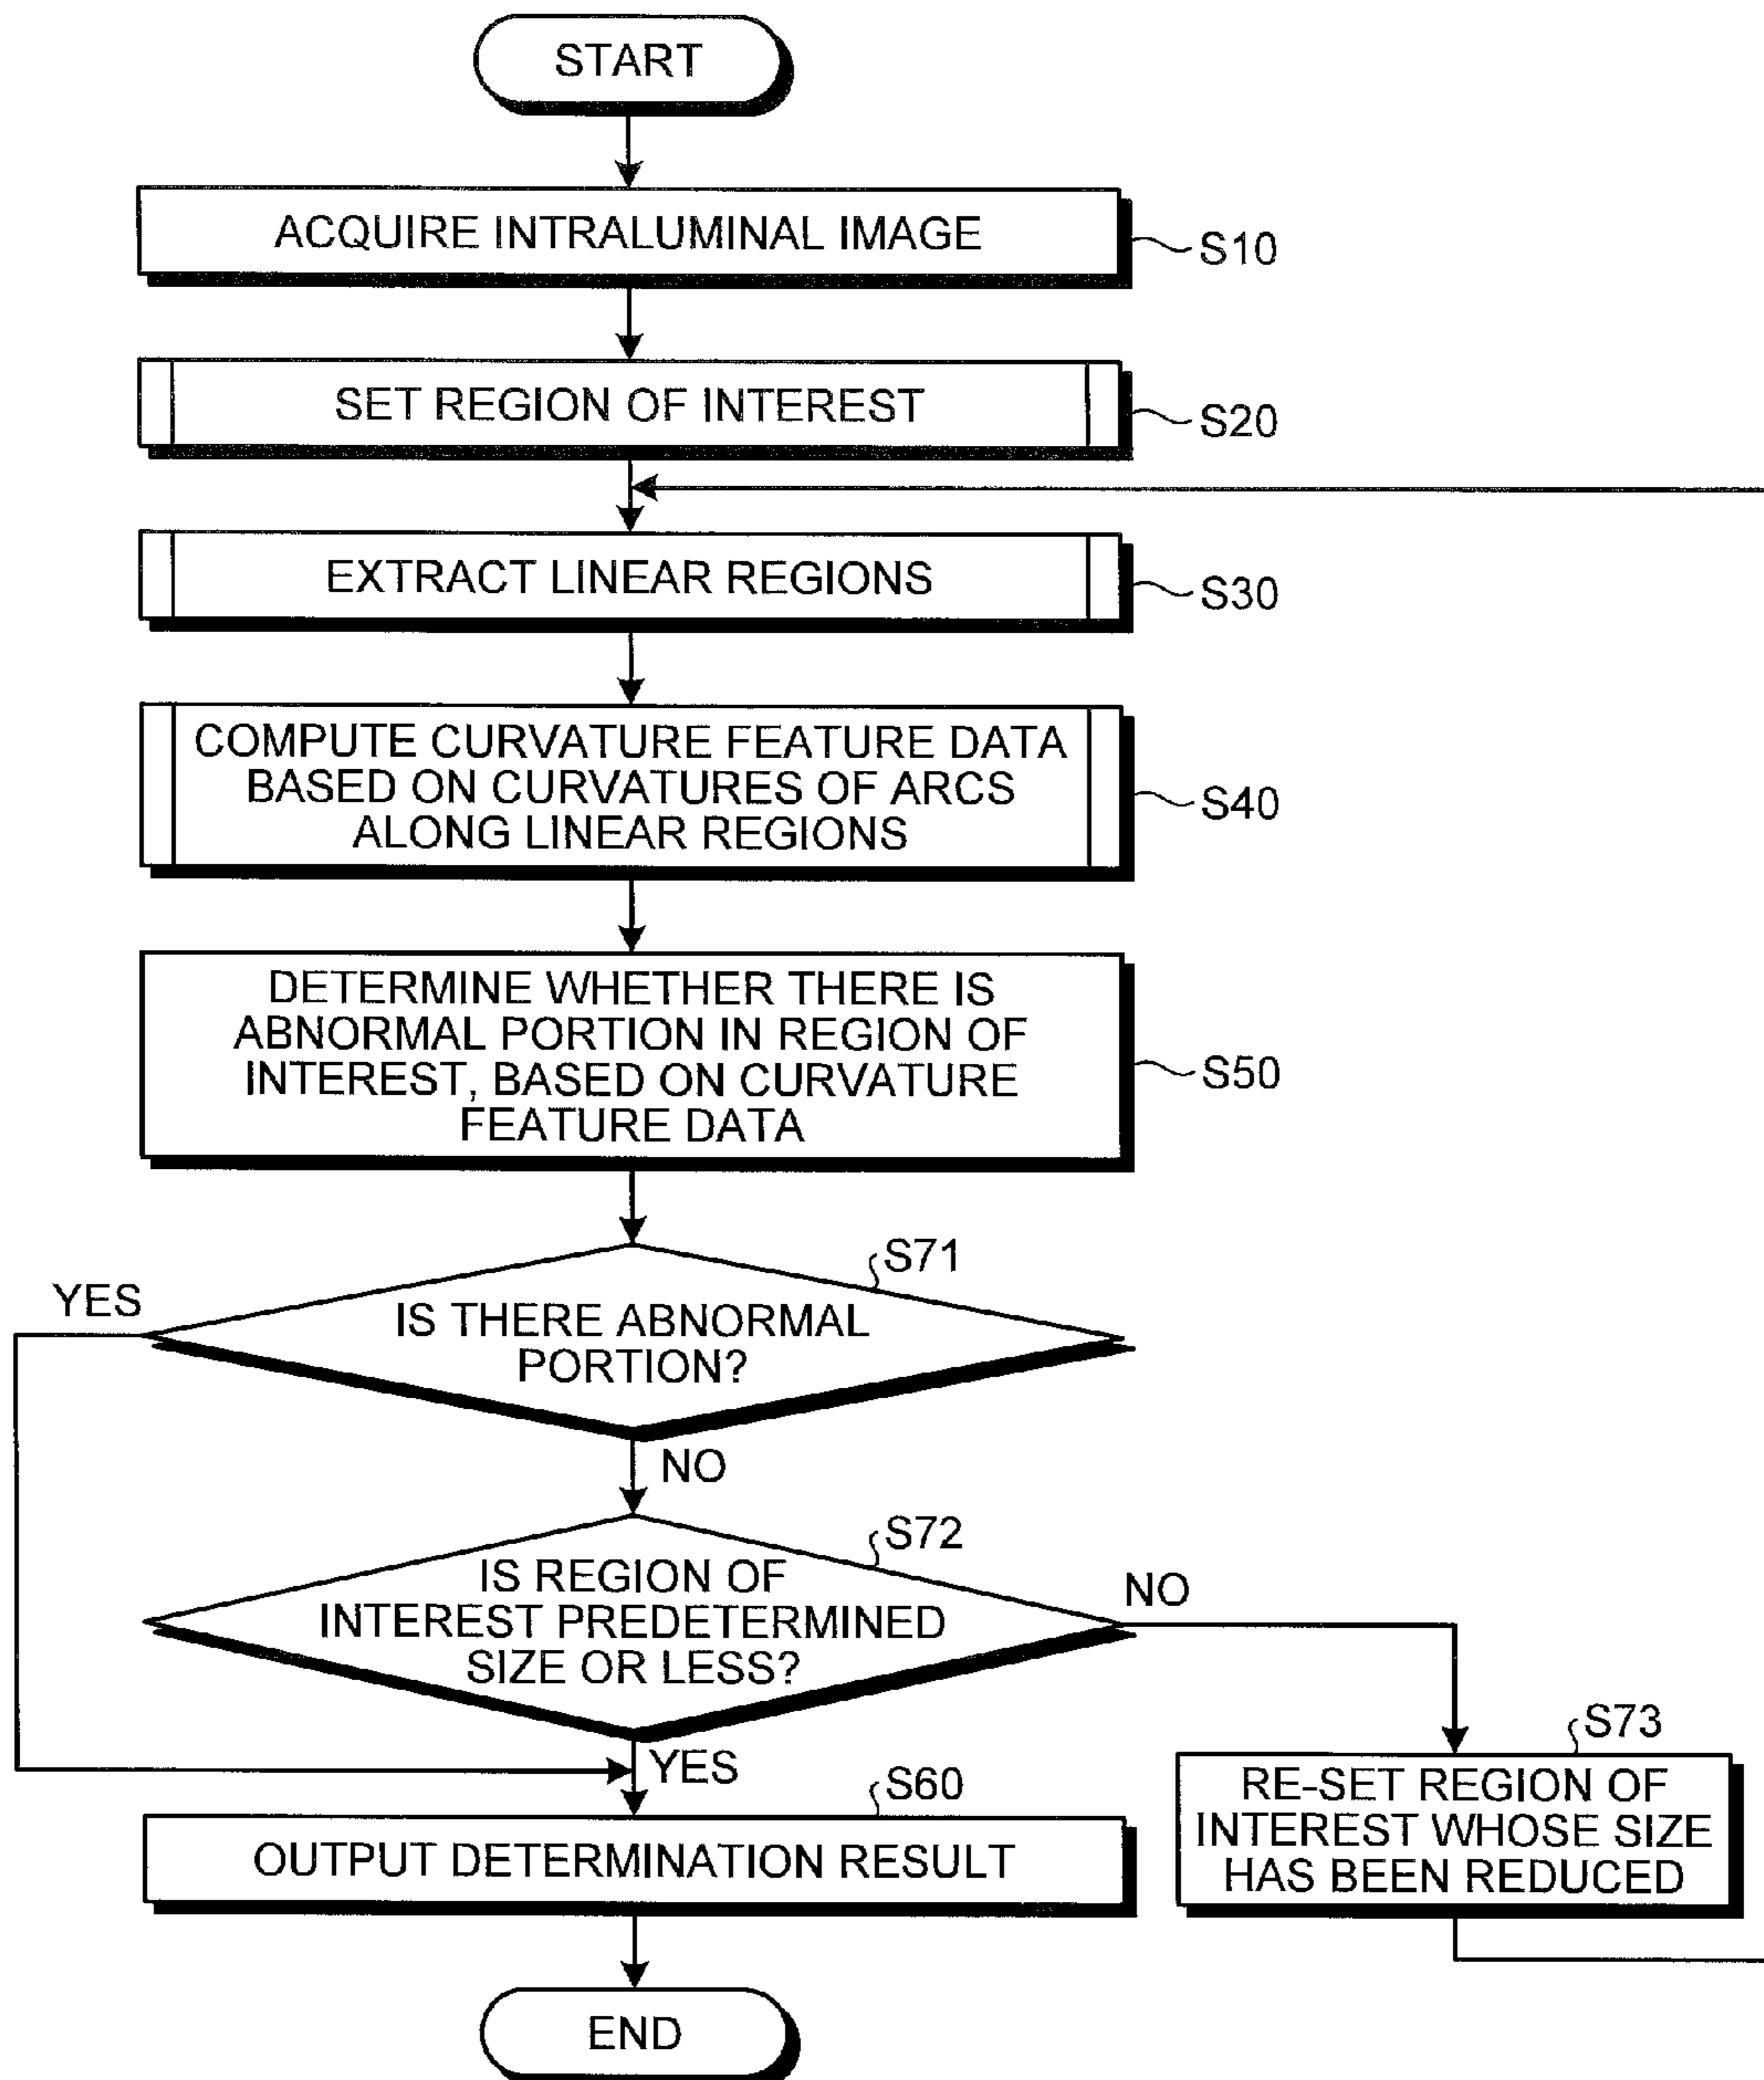 START
ACQUIRE INTRALUMINAL IMAGE
S10
SET REGION OF INTEREST
S20
EXTRACT LINEAR REGIONS
S30
COMPUTE CURVATURE FEATURE DATA
BASED ON CURVATURES OF ARCS
ALONG LINEAR REGIONS
S40
DETERMINE WHETHER THERE IS
ABNORMAL PORTION IN REGION OF
INTEREST, BASED ON CURVATURE
FEATURE DATA
S50
S71
YES
IS THERE ABNORMAL
PORTION?
NO
S72
IS REGION OF
INTEREST PREDETERMINED
SIZE OR LESS?
NO
YES
S73
RE-SET REGION OF
INTEREST WHOSE SIZE
HAS BEEN REDUCED
S60
OUTPUT DETERMINATION RESULT
END